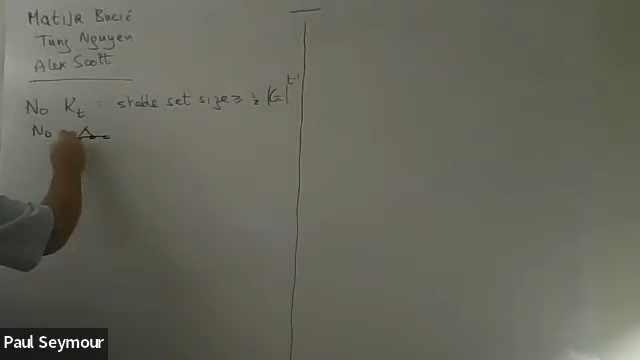 Matija Bucić
Tung Nguyen
Alex Scott
No K_t : stable set size ≥ ½ |G|
No
Paul Seymour